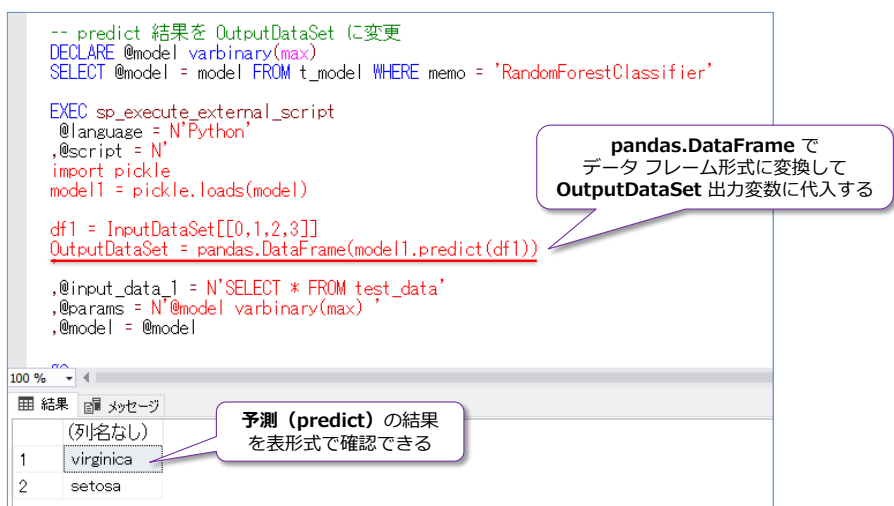 -- predict 結果を OutputDataSet に変更
DECLARE @model varbinary(max)
SELECT @model = model FROM t_model WHERE memo = 'RandomForestClassifier'
EXEC sp_execute_external_script
@language = N'Python'
,@script = N'
import pickle
model1 = pickle.loads(model)
df1 = InputDataSet[[0,1,2,3]]
OutputDataSet = pandas.DataFrame(model1.predict(df1))
,@input_data_1 = N'SELECT * FROM test_data'
,@params = N'@model varbinary(max) '
,@model = @model
pandas.DataFrame で
データ フレーム形式に変換して
OutputDataSet 出力変数に代入する
100 %
結果 メッセージ
(列名なし)
1 virginica
2 setosa
予測（predict）の結果
を表形式で確認できる